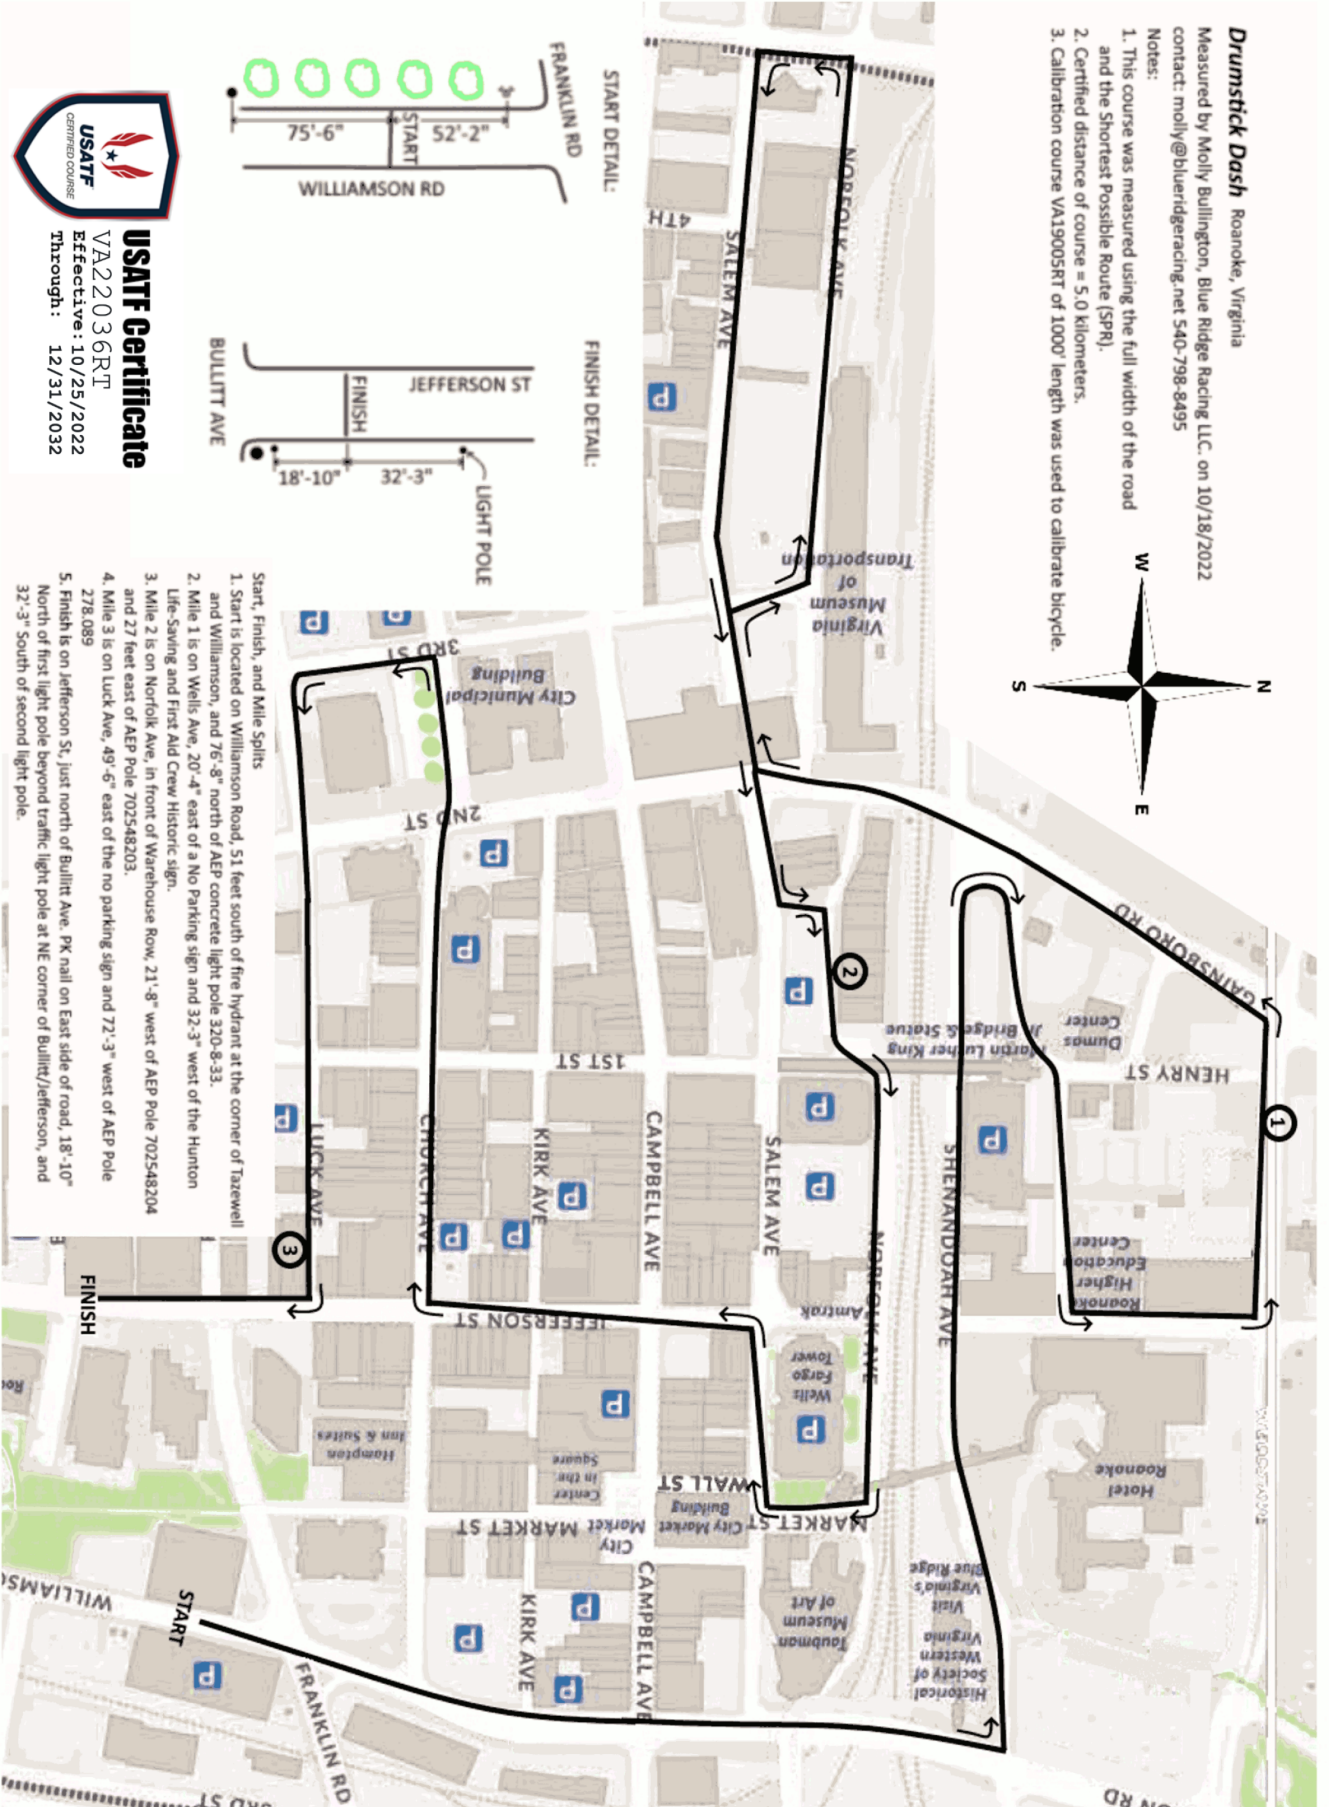 Drumstick Dash Roanoke, Virginia
Measured by Molly Bullington, Blue Ridge Racing LLC. on 10/18/2022
contact: molly@blueridgeracing.net 540-798-8495
Notes:
1. This course was measured using the full width of the road
and the Shortest Possible Route (SPR).
2. Certified distance of course = 5.0 kilometers.
3. Calibration course VA19005RT of 1000' length was used to calibrate bicycle.
N
W
E
S
START DETAIL:
FRANKLIN RD
START
75'-6"
52'-2"
WILLIAMSON RD
FINISH DETAIL:
JEFFERSON ST
FINISH
BULLITT AVE
18'-10"
32'-3"
LIGHT POLE
USATF
CERTIFIED COURSE
USATF Certificate
VA22036RT
Effective: 10/25/2022
Through: 12/31/2032
Start, Finish, and Mile Splits
1. Start is located on Williamson Road, 51 feet south of fire hydrant at the corner of Tazewell
and Williamson, and 76'-8" north of AEP concrete light pole 320-8-33.
2. Mile 1 is on Wells Ave, 20'-4" east of a No Parking sign and 32-3" west of the Hunton
Life-Saving and First Aid Crew Historic sign.
3. Mile 2 is on Norfolk Ave, in front of Warehouse Row, 21'-8" west of AEP Pole 702548204
and 27 feet east of AEP Pole 702548203.
4. Mile 3 is on Luck Ave, 49'-6" east of the no parking sign and 72'-3" west of AEP Pole
278.089
5. Finish is on Jefferson St, just north of Bullitt Ave. PK nail on East side of road, 18'-10"
North of first light pole beyond traffic light pole at NE corner of Bullitt/Jefferson, and
32'-3" South of second light pole.
NORFOLK AVE
SALEM AVE
4TH
P
Virginia
Museum
of
Transportation
3RD ST
P
P
City Municipal
Building
2ND ST
P
P
P
GAINSBORO RD
Dumas
Center
HENRY ST
Martin Luther King
Jr Bridge & Statue
1ST ST
1
2
3
P
P
P
P
P
P
P
P
LUCK AVE
CHURCH AVE
KIRK AVE
CAMPBELL AVE
SALEM AVE
SHENANDOAH AVE
NORFOLK AVE
Roanoke
Higher
Education
Center
Amtrak
JEFFERSON ST
Wells
Fargo
Tower
P
P
Hotel
Roanoke
Hampton
Inn & Suites
Center
in the
Square
WALL ST
City Market
Building
MARKET ST
MARKET ST
City
Market
Taubman
Museum
of Art
Visit
Virginia's
Blue Ridge
Historical
Society of
Western
Virginia
CAMPBELL AVE
KIRK AVE
P
P
P
P
FINISH
START
FRANKLIN RD